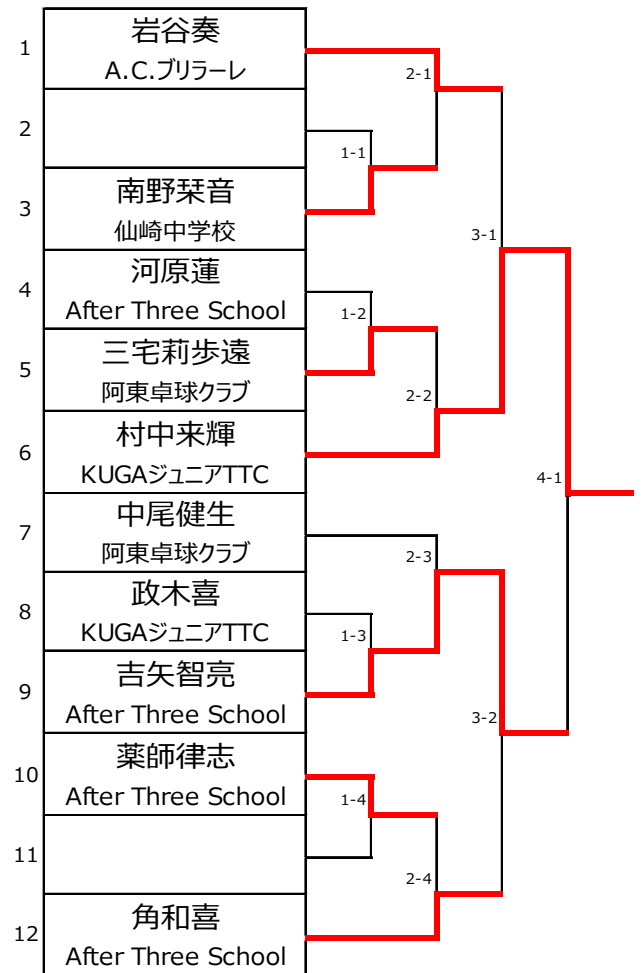 1
岩谷奏
A.C.ブリラーレ
2
3
南野栞音
仙崎中学校
4
河原蓮
After Three School
5
三宅莉歩遠
阿東卓球クラブ
6
村中来輝
KUGAジュニアTTC
7
中尾健生
阿東卓球クラブ
8
政木喜
KUGAジュニアTTC
9
吉矢智亮
After Three School
10
薬師律志
After Three School
11
12
角和喜
After Three School
1-1
1-2
1-3
1-4
2-1
2-2
2-3
2-4
3-1
3-2
4-1